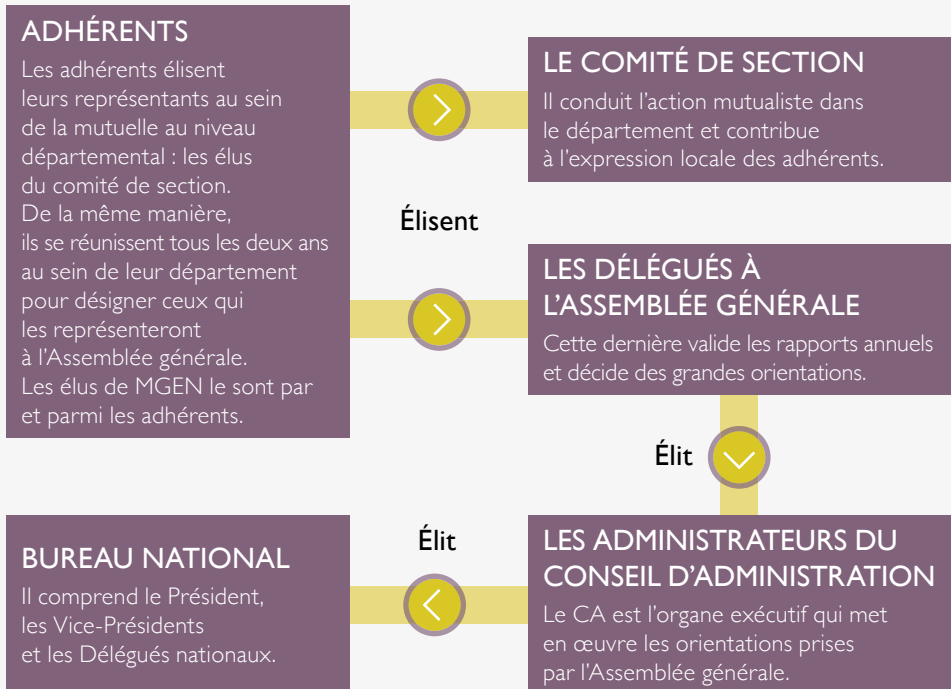 ADHÉRENTS
Les adhérents élisent
leurs représentants au sein
de la mutuelle au niveau
départemental : les élus
du comité de section.
De la même manière,
ils se réunissent tous les deux ans
au sein de leur département
pour désigner ceux qui
les représenteront
à l’Assemblée générale.
Les élus de MGEN le sont par
et parmi les adhérents.
Élisent
LE COMITÉ DE SECTION
Il conduit l’action mutualiste dans
le département et contribue
à l’expression locale des adhérents.
LES DÉLÉGUÉS À
L’ASSEMBLÉE GÉNÉRALE
Cette dernière valide les rapports annuels
et décide des grandes orientations.
Élit
LES ADMINISTRATEURS DU
CONSEIL D’ADMINISTRATION
Le CA est l’organe exécutif qui met
en œuvre les orientations prises
par l’Assemblée générale.
Élit
BUREAU NATIONAL
Il comprend le Président,
les Vice-Présidents
et les Délégués nationaux.